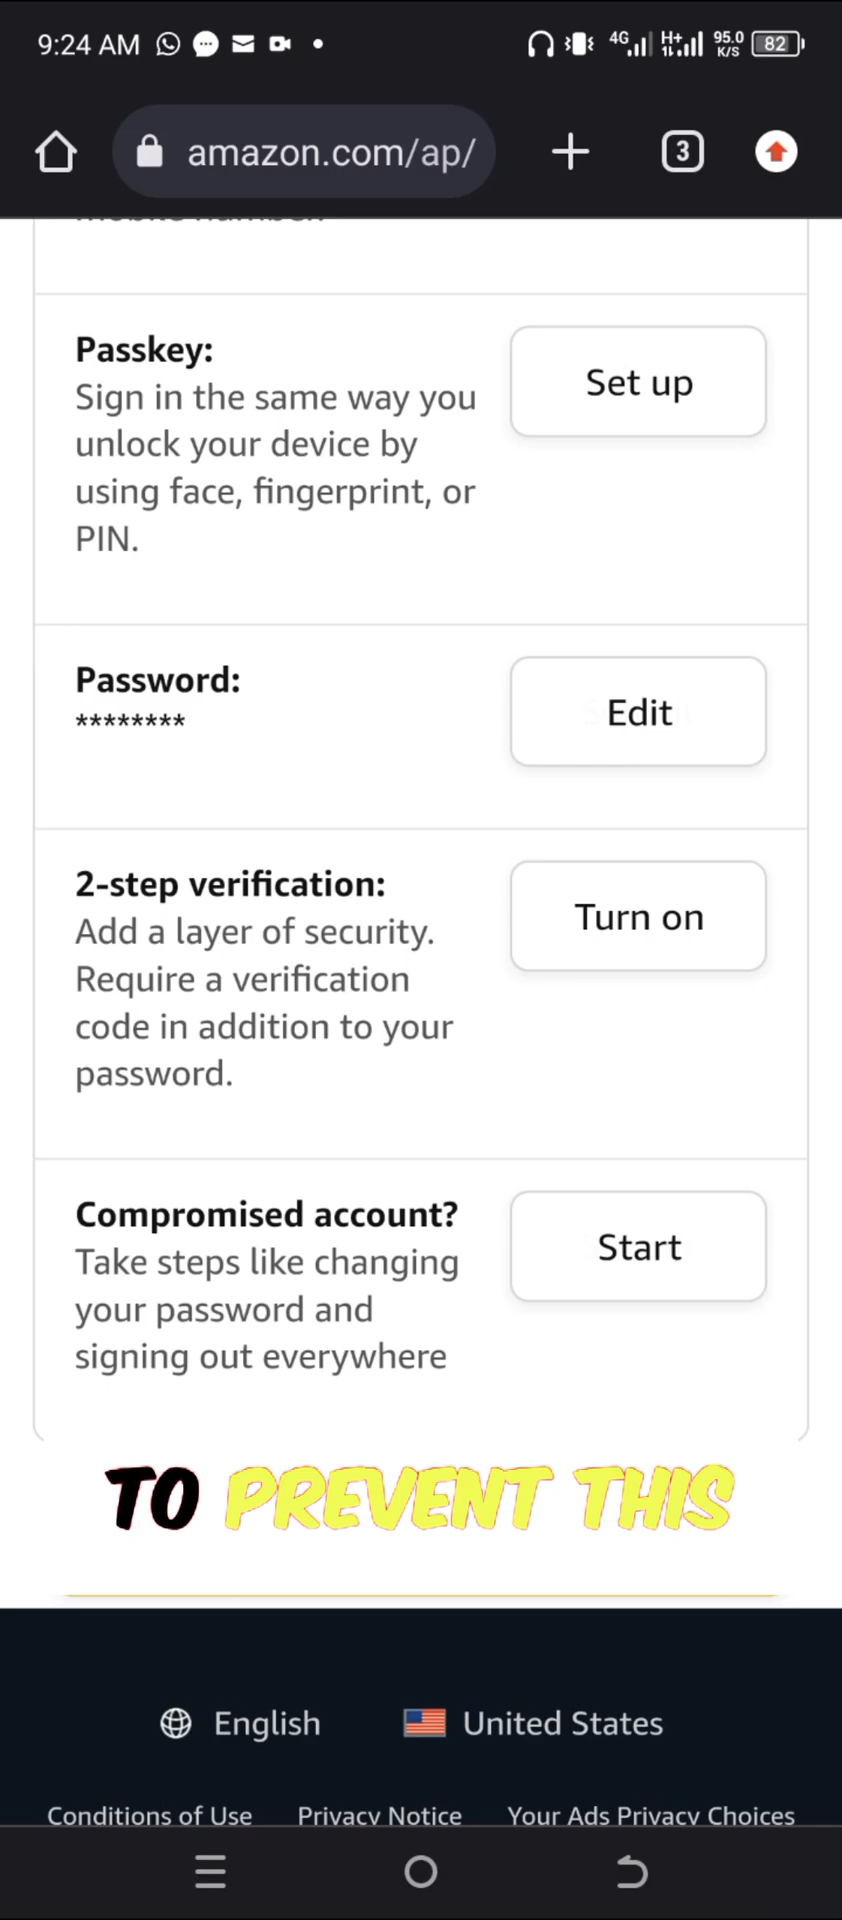 9:24 AM 4G H+ 95.0 K/S 82
amazon.com/ap/ 3
Passkey:
Set up
Sign in the same way you
unlock your device by
using face, fingerprint, or
PIN.
Password:
Edit
********
2-step verification:
Turn on
Add a layer of security.
Require a verification
code in addition to your
password.
Compromised account?
Start
Take steps like changing
your password and
signing out everywhere
TO PREVENT THIS
English United States
Conditions of Use Privacy Notice Your Ads Privacy Choices